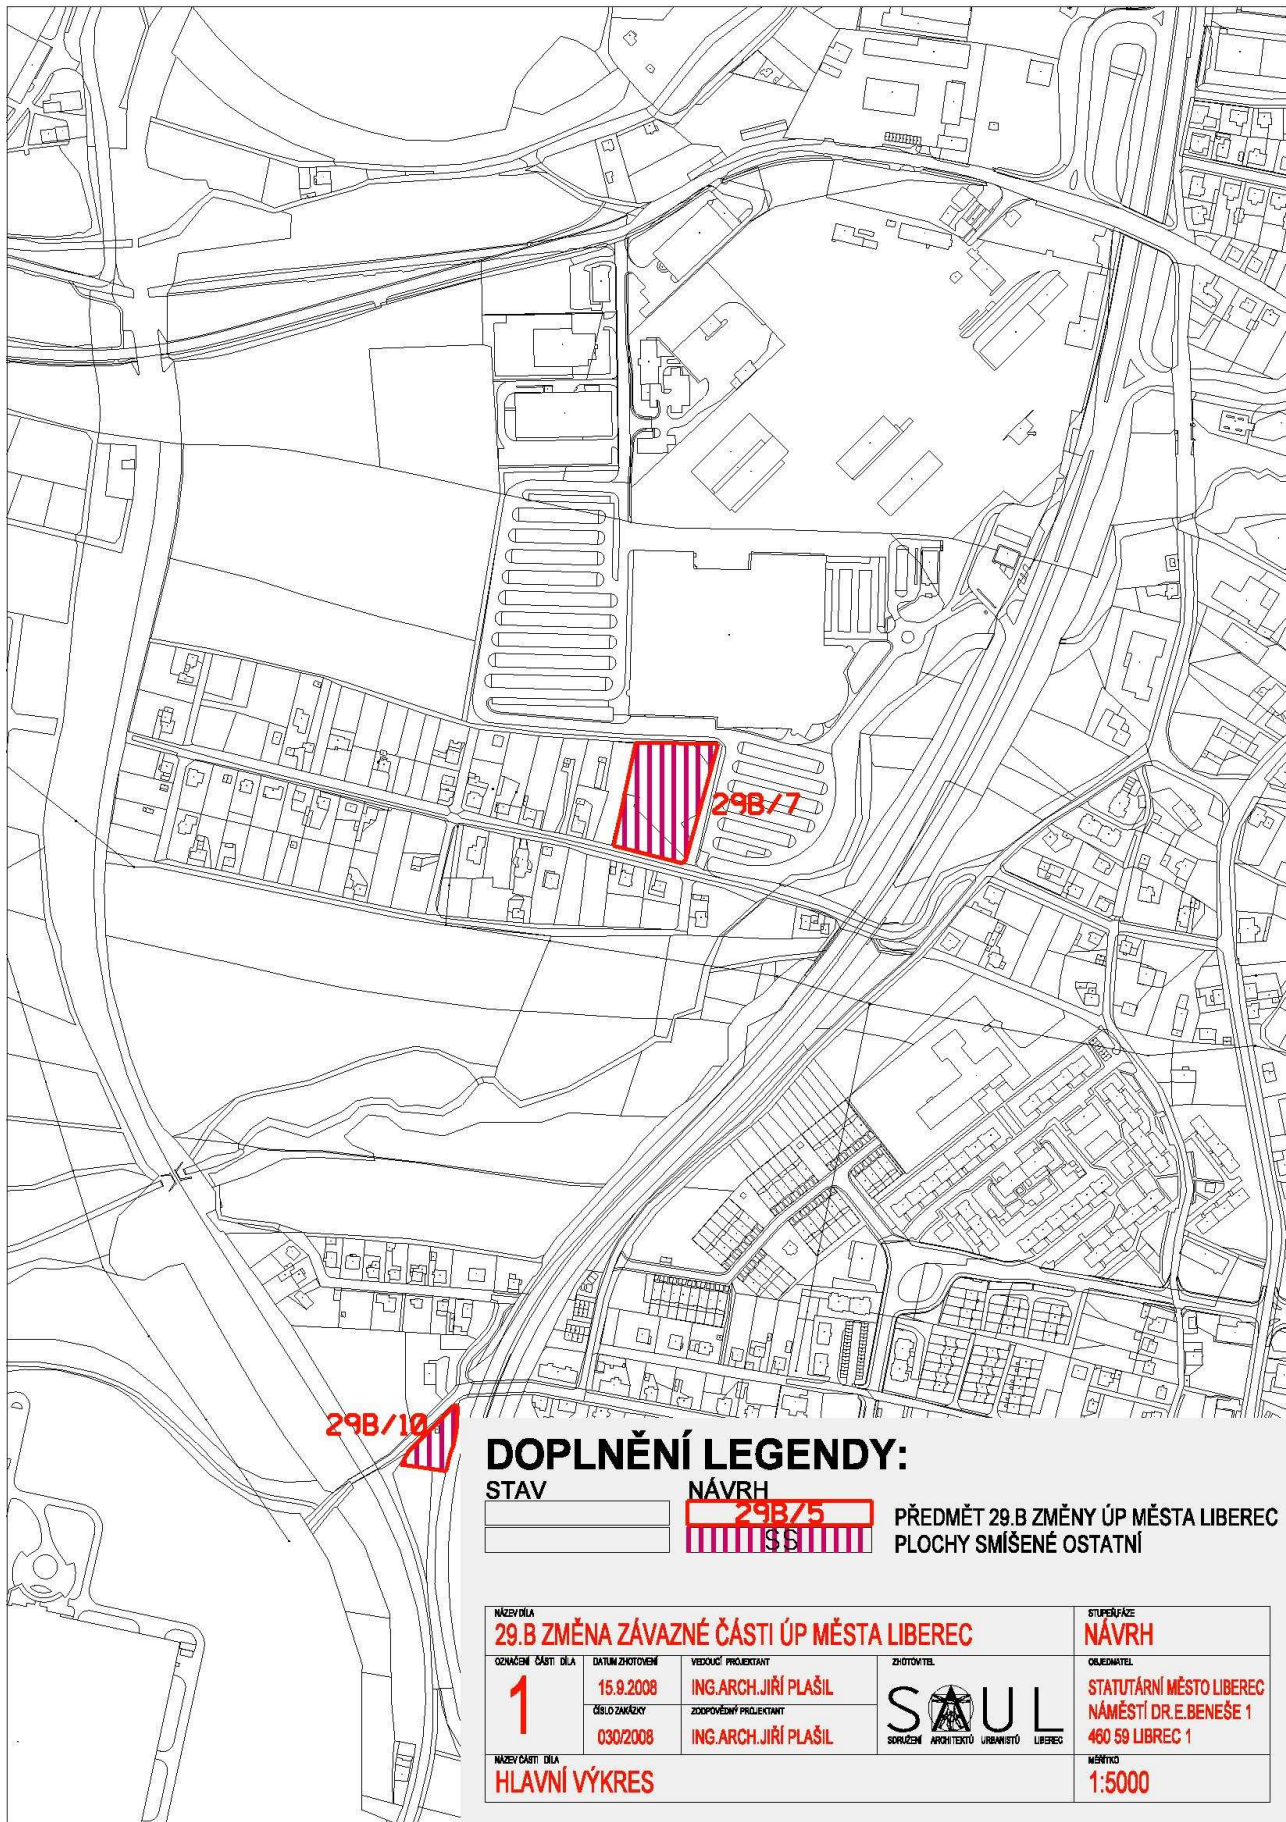 29B/7
29B/10
DOPLNĚNÍ LEGENDY:
STAV
NÁVRH
29B/5
PŘEDMĚT 29.B ZMĚNY ÚP MĚSTA LIBEREC
SS
PLOCHY SMÍŠENÉ OSTATNÍ
NÁZEV DÍLA
29.B ZMĚNA ZÁVAZNÉ ČÁSTI ÚP MĚSTA LIBEREC
STUPEŇ/FÁZE
NÁVRH
OZNAČENÍ ČÁSTI DÍLA
1
DATUM ZHOTOVENÍ
15.9.2008
VEDOUCÍ PROJEKTANT
ING.ARCH.JIŘÍ PLAŠIL
ČÍSLO ZAKÁZKY
030/2008
ZODPOVĚDNÝ PROJEKTANT
ING.ARCH.JIŘÍ PLAŠIL
ZHOTOVITEL
SAUL
SDRUŽENÍ ARCHITEKTŮ URBANISTŮ LIBEREC
OBJEDNATEL
STATUTÁRNÍ MĚSTO LIBEREC
NÁMĚSTÍ DR.E.BENEŠE 1
460 59 LIBREC 1
NÁZEV ČÁSTI DÍLA
HLAVNÍ VÝKRES
MĚŘÍTKO
1:5000